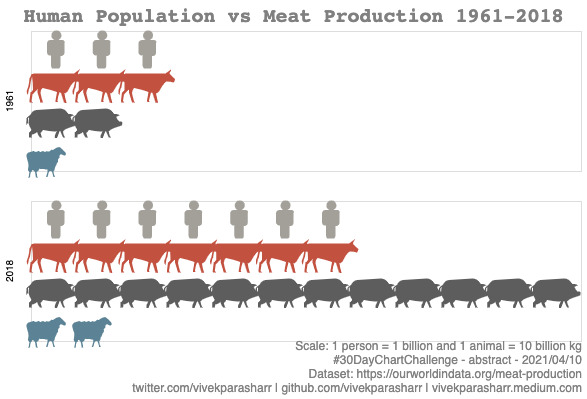 Human Population vs Meat Production 1961-2018
1961
2018
Scale: 1 person = 1 billion and 1 animal = 10 billion kg
#30DayChartChallenge - abstract - 2021/04/10
Dataset: https://ourworldindata.org/meat-production
twitter.com/vivekparasharr | github.com/vivekparasharr | vivekparasharr.medium.com